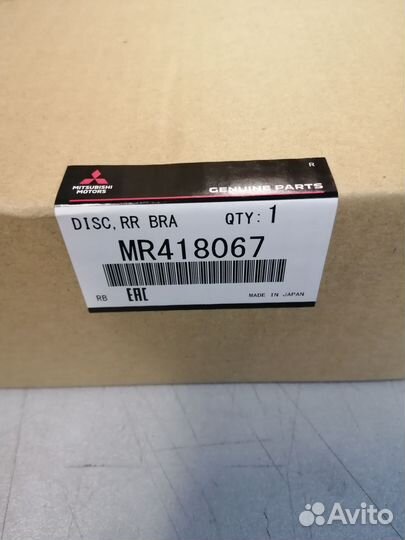 R
MITSUBISHI
MOTORS
GENUINE PARTS
DISC,RR BRA QTY:1
MR418067
RB EAC MADE IN JAPAN
Avito